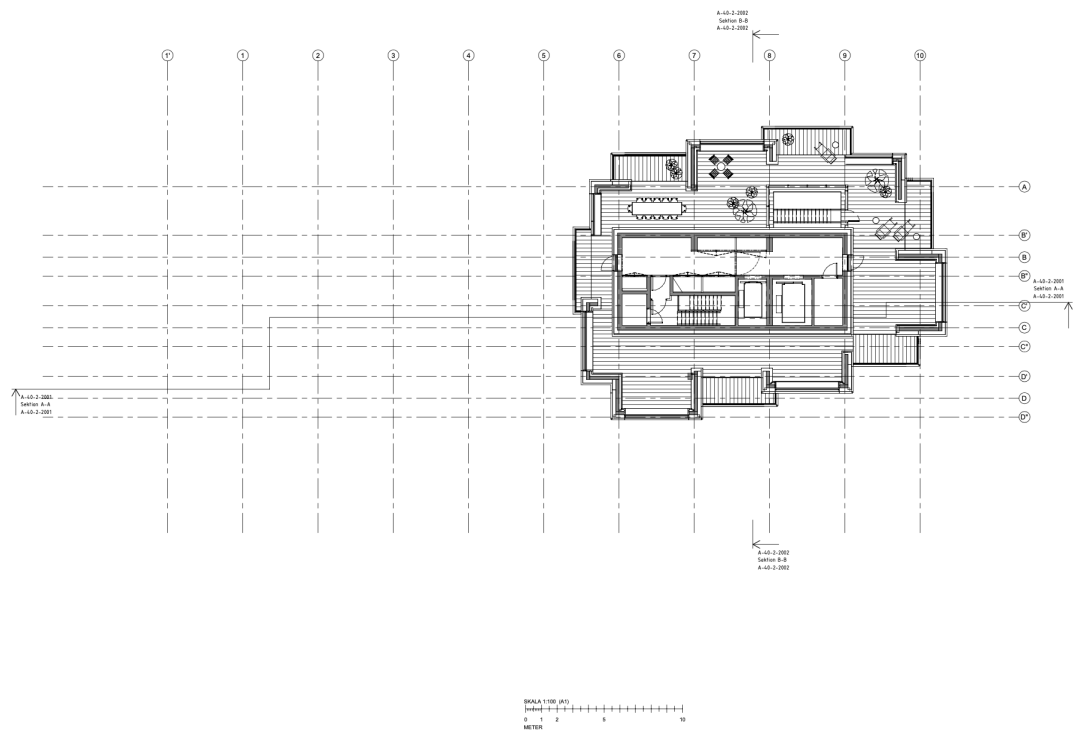 A-40-2-2002
Sektion B-B
A-40-2-2002
1' 1 2 3 4 5 6 7 8 9 10
A
B'
B
B"
A-40-2-2001
Sektion A-A
A-40-2-2001
C'
C
C"
D'
D
D"
A-40-2-2001
Sektion A-A
A-40-2-2001
A-40-2-2002
Sektion B-B
A-40-2-2002
SKALA 1:100 (A1)
0 1 2 5 10
METER